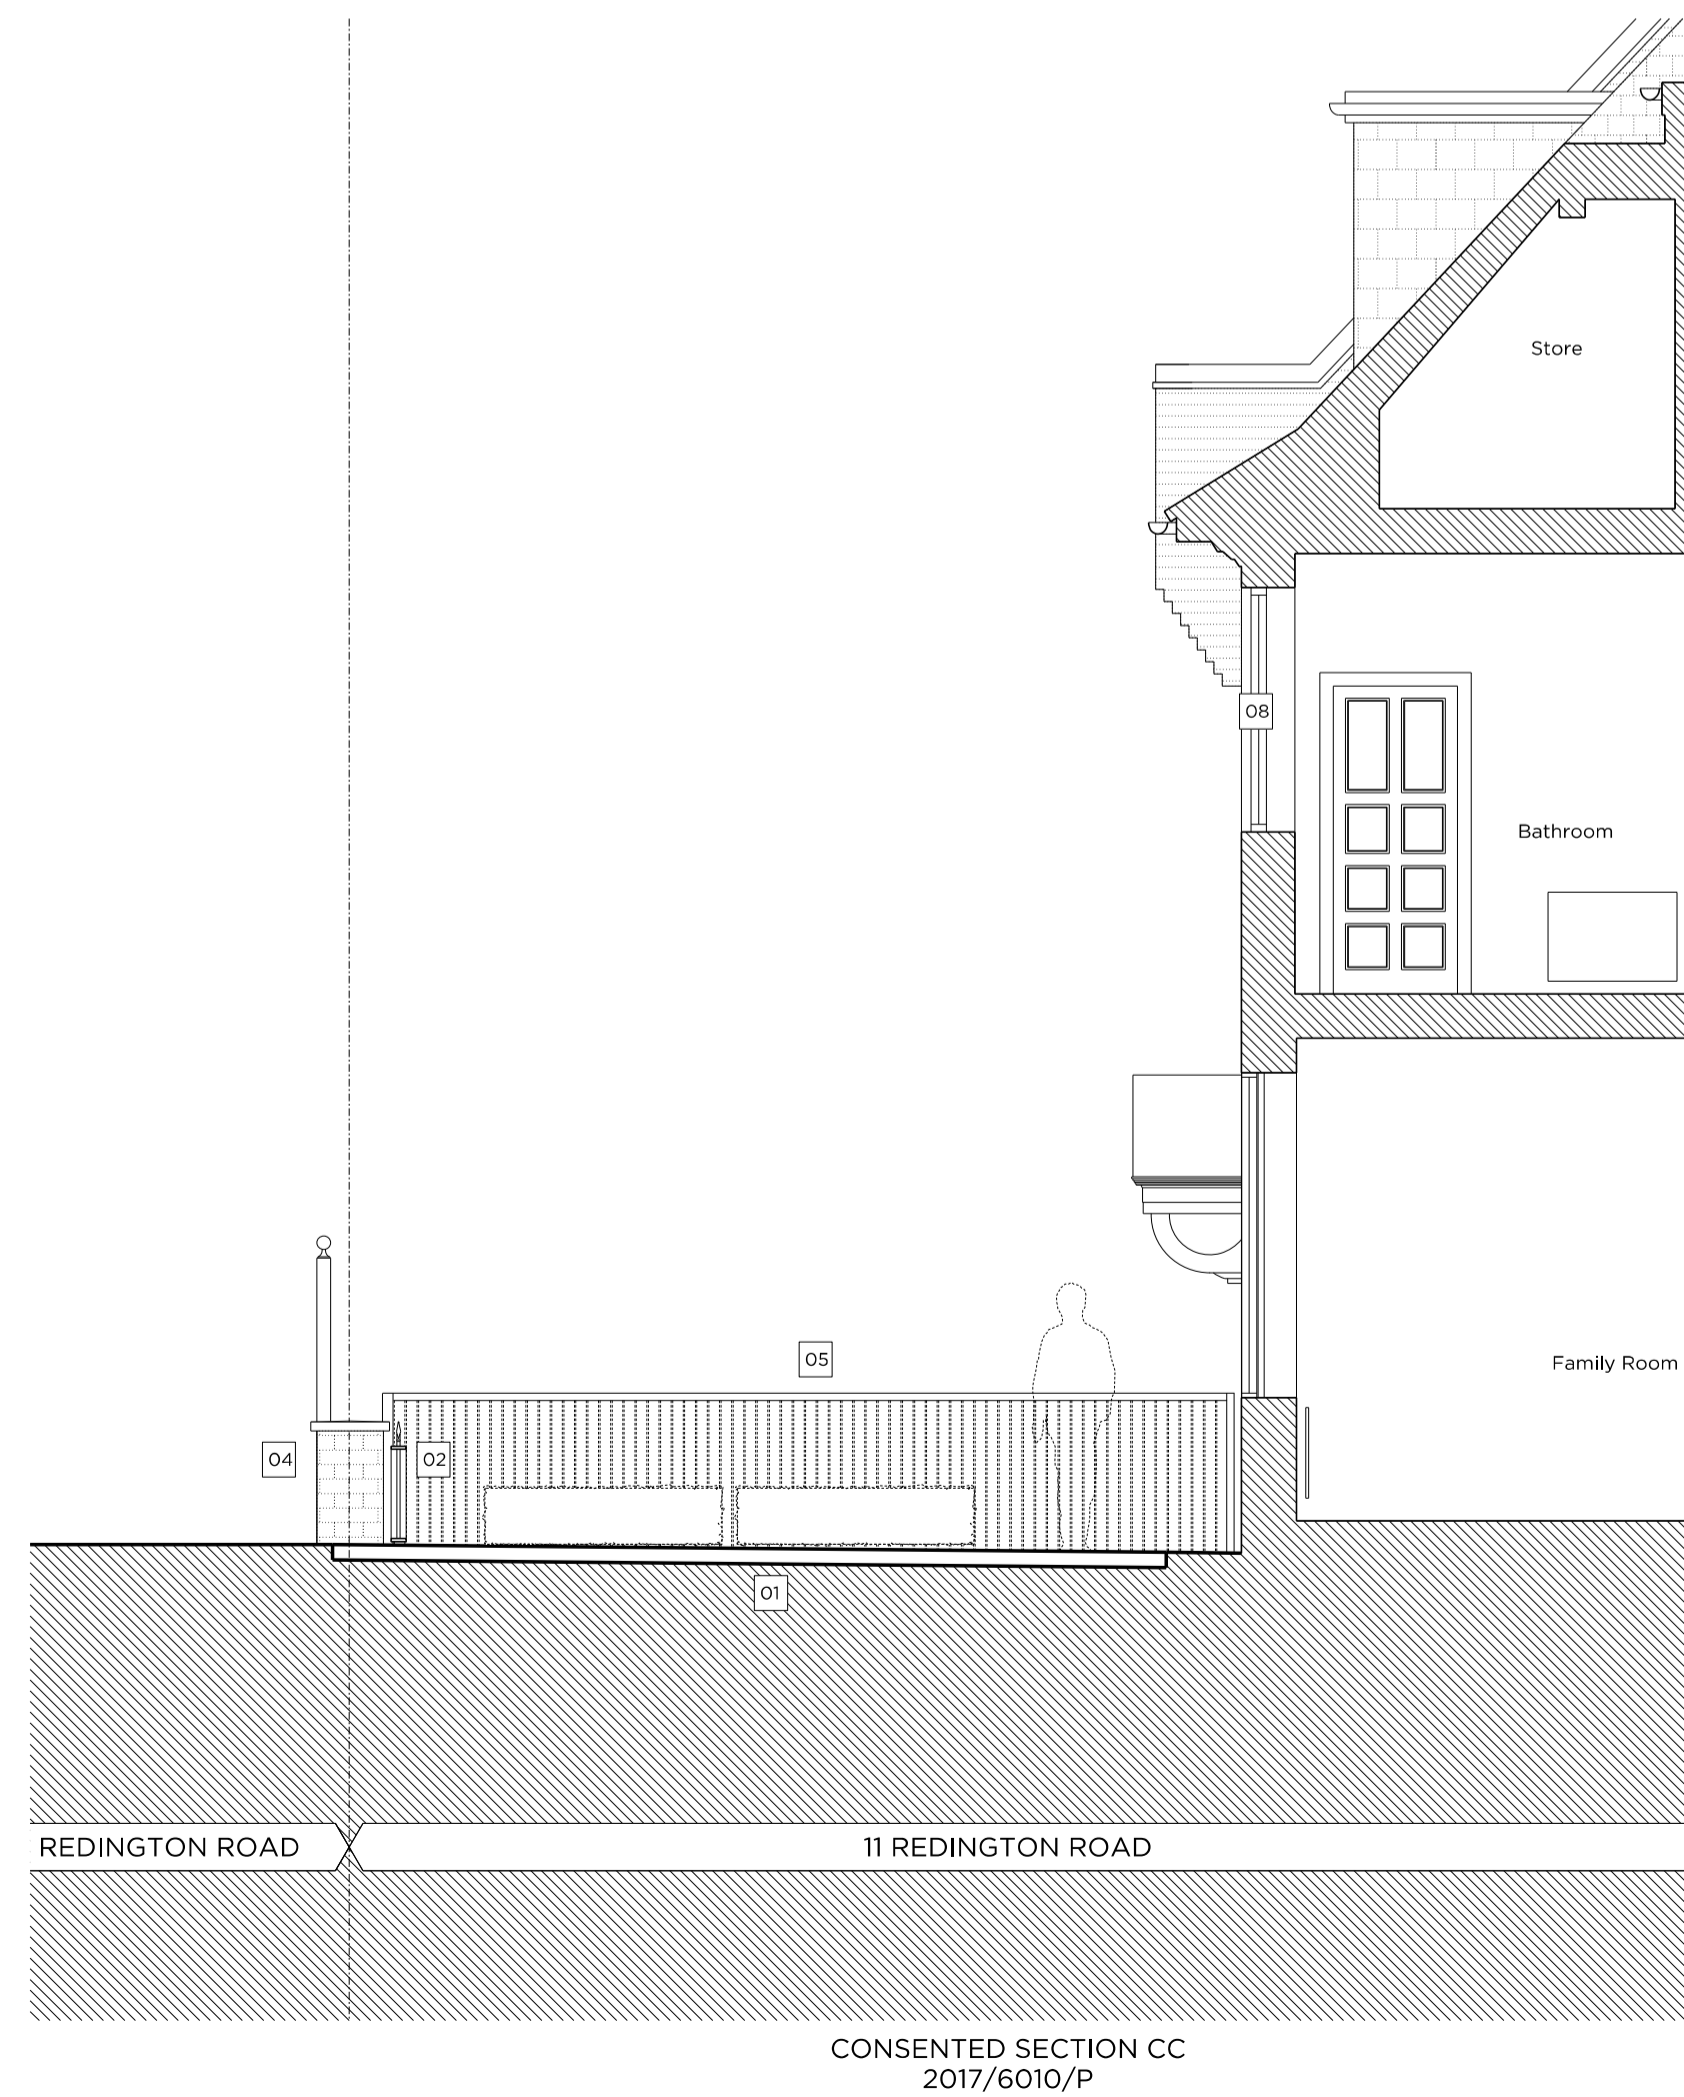 Store
08
Bathroom
05
Family Room
04
02
01
REDINGTON ROAD
11 REDINGTON ROAD
CONSENTED SECTION CC
2017/6010/P